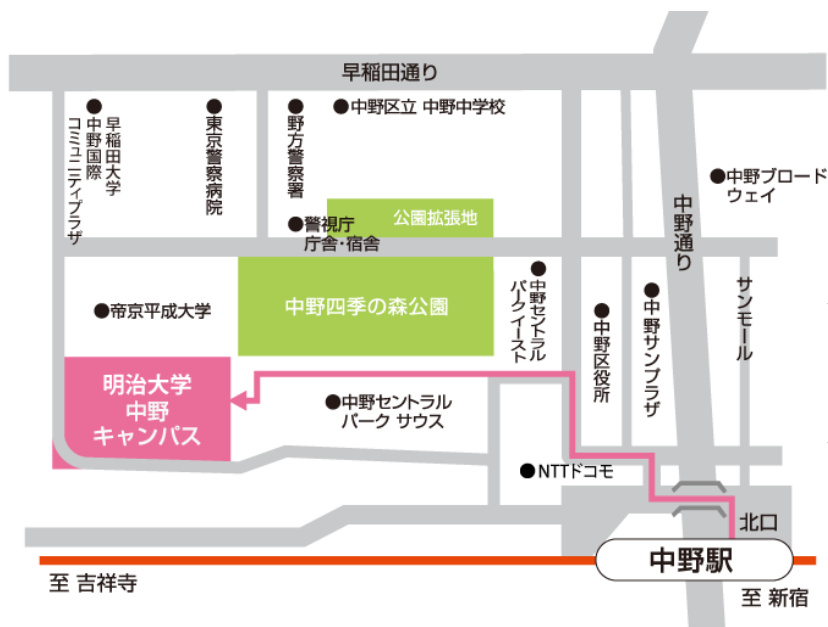 早稲田通り
早稲田大学
中野国際
コミュニティプラザ
●東京警察病院
●野方警察署
●中野区立 中野中学校
●中野ブロード
ウェイ
中野通り
公園拡張地
●警視庁
庁舎・宿舎
●帝京平成大学
中野四季の森公園
●中野セントラル
パークイースト
●中野区役所
●中野サンプラザ
サンモール
明治大学
中野
キャンパス
●中野セントラル
パーク サウス
●NTTドコモ
北口
中野駅
至 吉祥寺
至 新宿